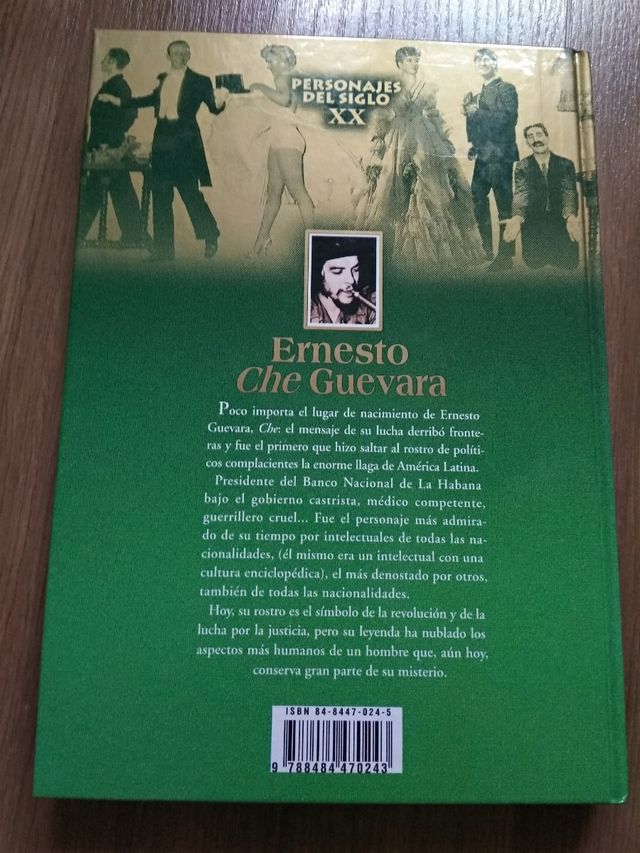 PERSONAJES
DEL SIGLO
XX
Ernesto
Che Guevara
Poco importa el lugar de nacimiento de Ernesto
Guevara, Che: el mensaje de su lucha derribó fronte-
ras y fue el primero que hizo saltar al rostro de políti-
cos complacientes la enorme llaga de América Latina.
Presidente del Banco Nacional de La Habana
bajo el gobierno castrista, médico competente,
guerrillero cruel... Fue el personaje más admira-
do de su tiempo por intelectuales de todas las na-
cionalidades, (él mismo era un intelectual con una
cultura enciclopédica), el más denostado por otros,
también de todas las nacionalidades.
Hoy, su rostro es el símbolo de la revolución y de la
lucha por la justicia, pero su leyenda ha nublado los
aspectos más humanos de un hombre que, aún hoy,
conserva gran parte de su misterio.
ISBN 84-8447-024-5
9 788484 470243